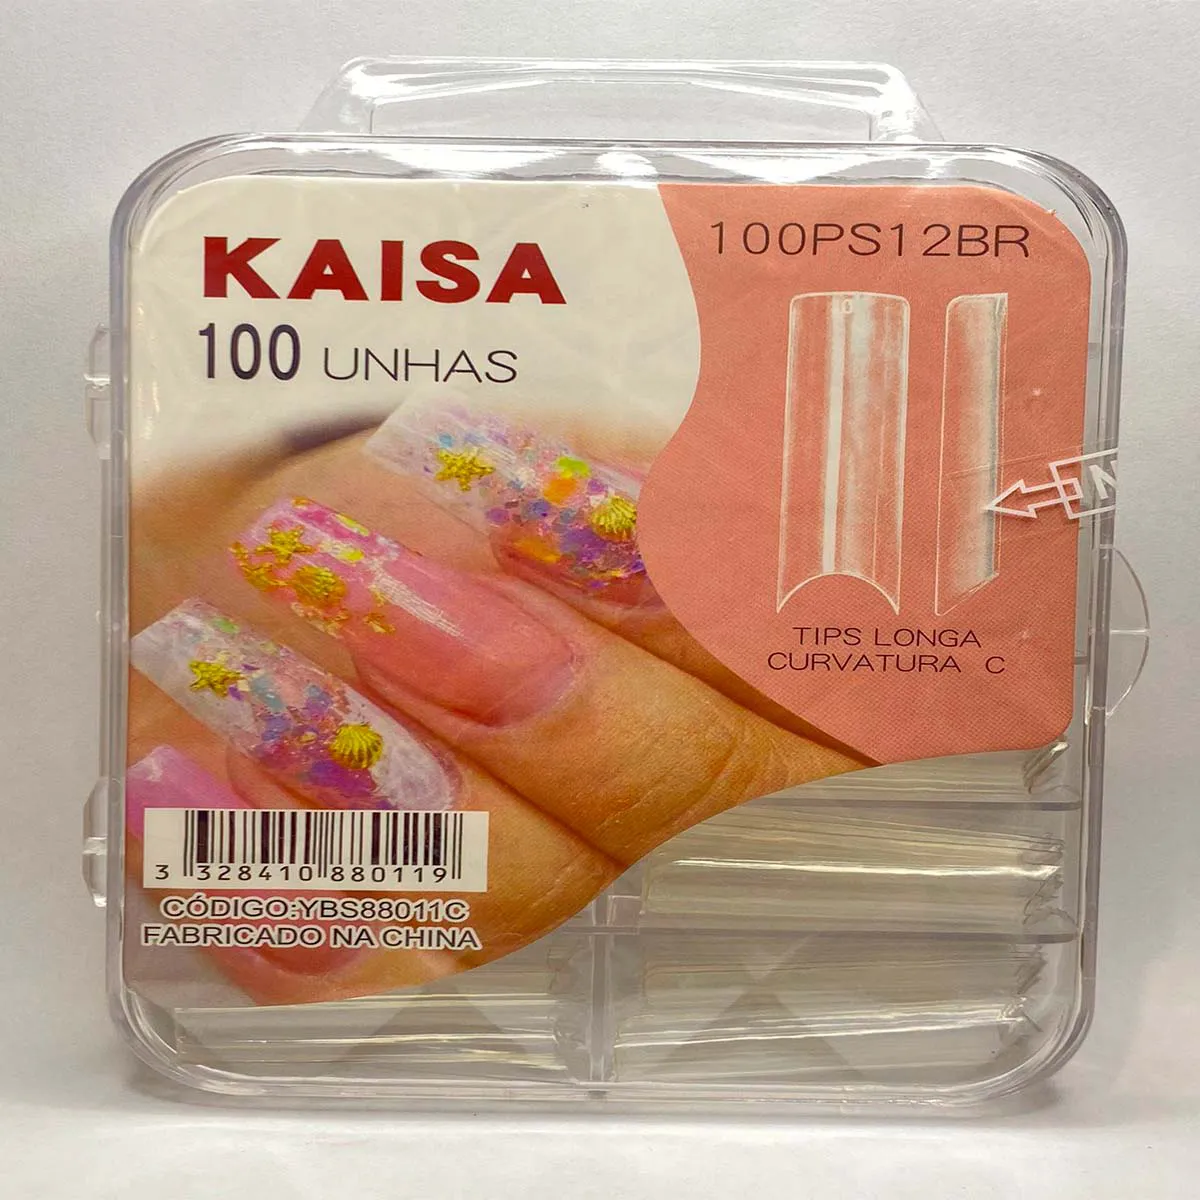 KAISA
100 UNHAS
100PS12BR
TIPS LONGA
CURVATURA C
3 328410 880119
CÓDIGO:YBS88011C
FABRICADO NA CHINA